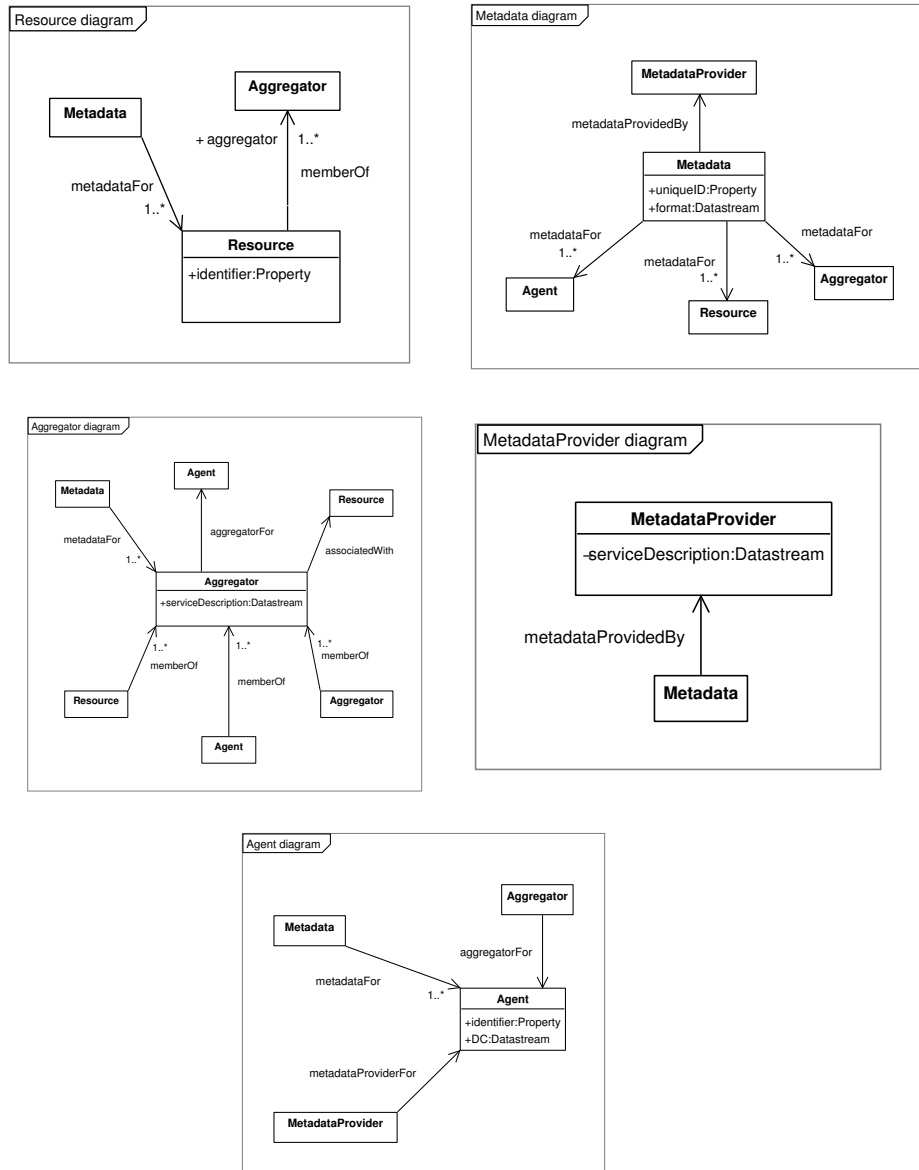 Resource diagram
Aggregator
Metadata
+ aggregator 1..*
memberOf
metadataFor
1..*
Resource
+identifier:Property
Metadata diagram
MetadataProvider
metadataProvidedBy
Metadata
+uniqueID:Property
+format:Datastream
metadataFor
1..*
metadataFor
1..*
metadataFor
1..*
Agent
Resource
Aggregator
Aggregator diagram
Agent
Metadata
Resource
metadataFor
1..*
aggregatorFor
associatedWith
Aggregator
+serviceDescription:Datastream
1..*
memberOf
1..*
memberOf
1..*
memberOf
Resource
Agent
Aggregator
MetadataProvider diagram
MetadataProvider
-serviceDescription:Datastream
metadataProvidedBy
Metadata
Agent diagram
Aggregator
Metadata
aggregatorFor
metadataFor
1..*
Agent
+identifier:Property
+DC:Datastream
metadataProviderFor
MetadataProvider